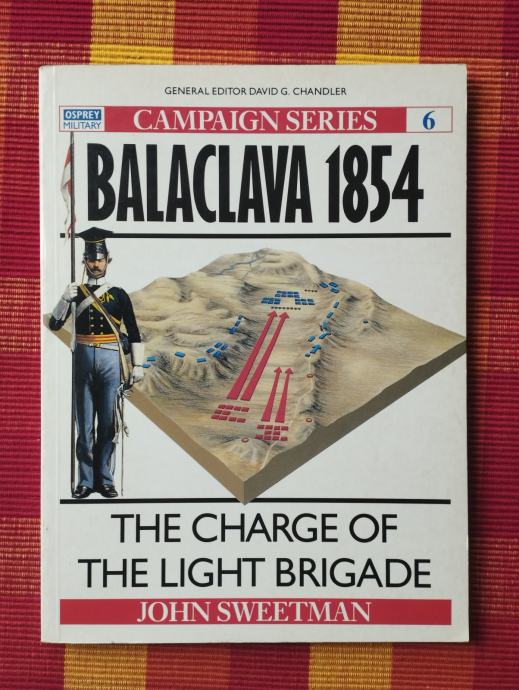 GENERAL EDITOR DAVID G. CHANDLER
OSPREY
MILITARY
CAMPAIGN SERIES
6
BALACLAVA 1854
THE CHARGE OF
THE LIGHT BRIGADE
JOHN SWEETMAN